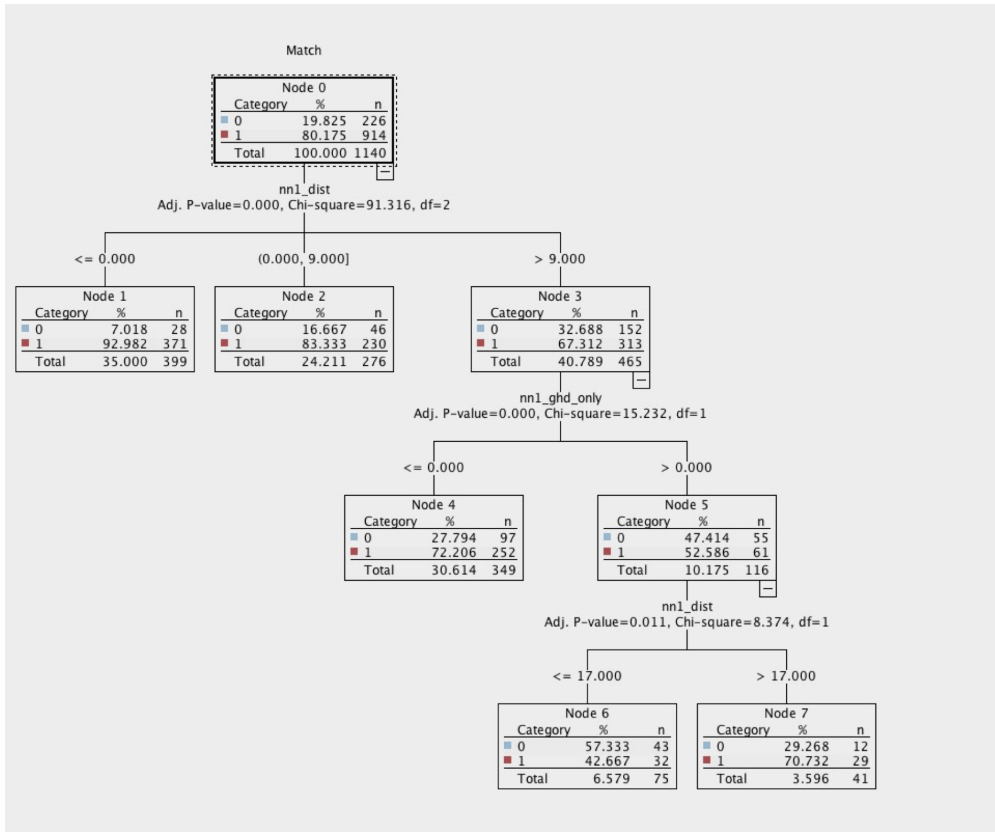 Match
Node 0
Category % n
0 19.825 226
1 80.175 914
Total 100.000 1140
nn1_dist
Adj. P-value=0.000, Chi-square=91.316, df=2
<= 0.000
(0.000, 9.000]
> 9.000
Node 1
Category % n
0 7.018 28
1 92.982 371
Total 35.000 399
Node 2
Category % n
0 16.667 46
1 83.333 230
Total 24.211 276
Node 3
Category % n
0 32.688 152
1 67.312 313
Total 40.789 465
nn1_ghd_only
Adj. P-value=0.000, Chi-square=15.232, df=1
<= 0.000
> 0.000
Node 4
Category % n
0 27.794 97
1 72.206 252
Total 30.614 349
Node 5
Category % n
0 47.414 55
1 52.586 61
Total 10.175 116
nn1_dist
Adj. P-value=0.011, Chi-square=8.374, df=1
<= 17.000
> 17.000
Node 6
Category % n
0 57.333 43
1 42.667 32
Total 6.579 75
Node 7
Category % n
0 29.268 12
1 70.732 29
Total 3.596 41